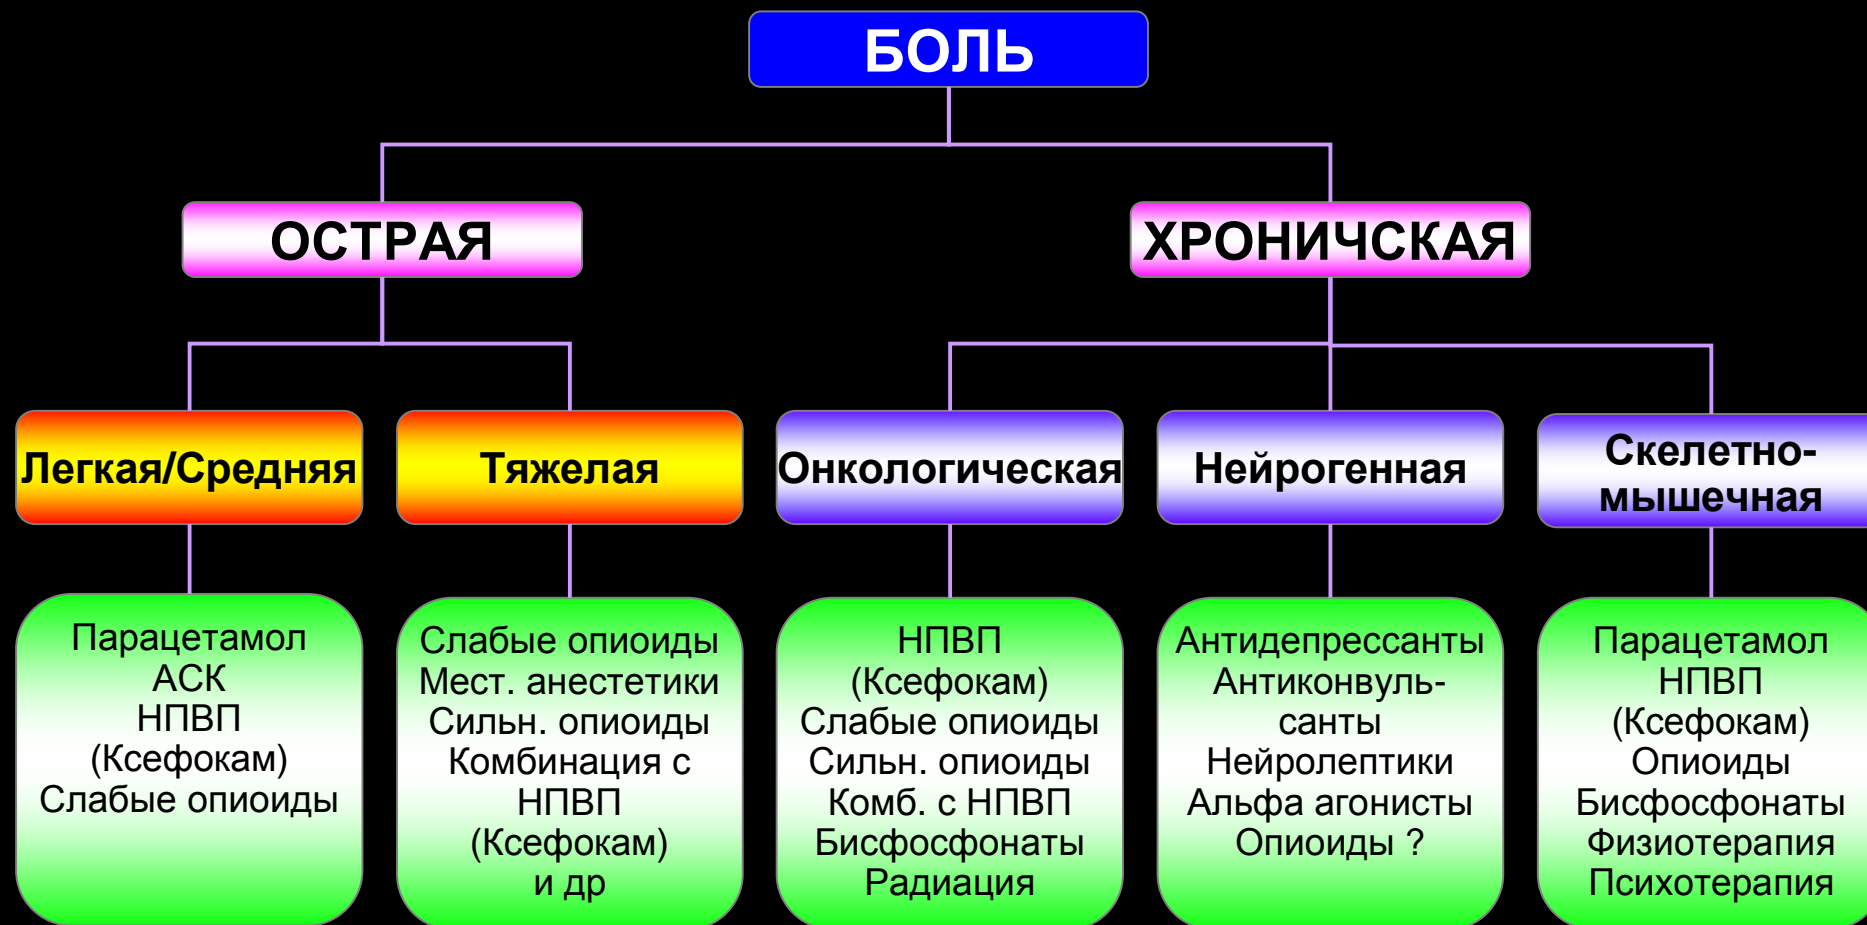 БОЛЬ
ОСТРАЯ
ХРОНИЧСКАЯ
Легкая/Средняя
Тяжелая
Онкологическая
Нейрогенная
Скелетно-
мышечная
Парацетамол
АСК
НПВП
(Ксефокам)
Слабые опиоиды
Слабые опиоиды
Мест. анестетики
Сильн. опиоиды
Комбинация с
НПВП
(Ксефокам)
и др
НПВП
(Ксефокам)
Слабые опиоиды
Сильн. опиоиды
Комб. с НПВП
Бисфосфонаты
Радиация
Антидепрессанты
Антиконвуль-
санты
Нейролептики
Альфа агонисты
Опиоиды ?
Парацетамол
НПВП
(Ксефокам)
Опиоиды
Бисфосфонаты
Физиотерапия
Психотерапия